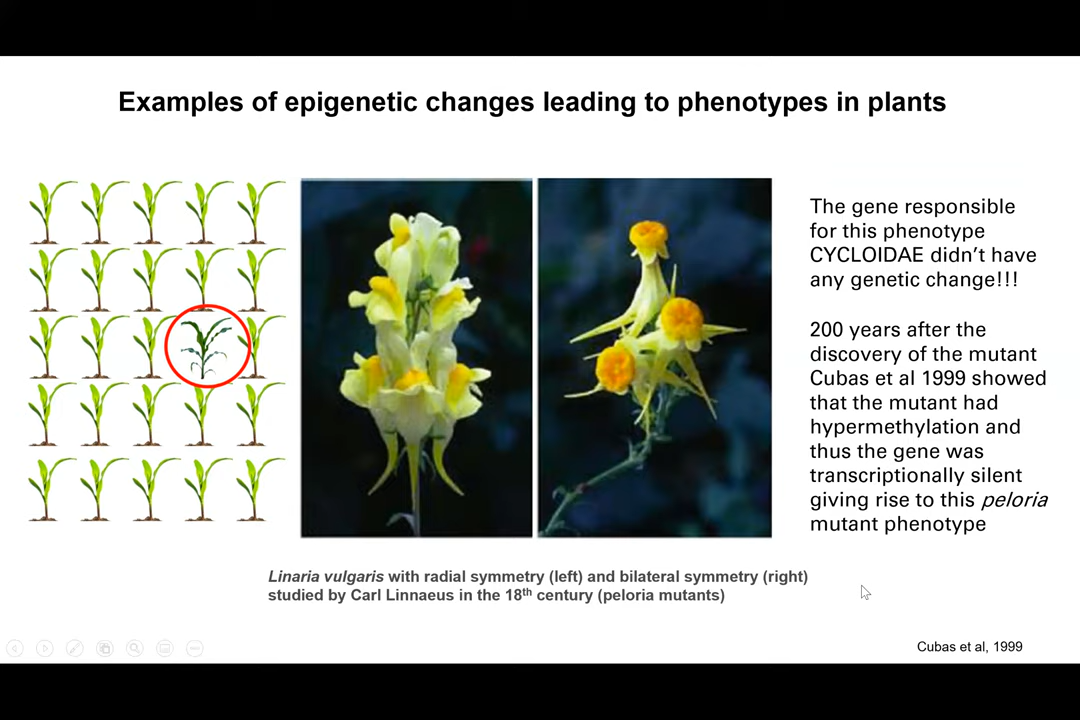 Examples of epigenetic changes leading to phenotypes in plants
The gene responsible
for this phenotype
CYCLOIDAE didn’t have
any genetic change!!!
200 years after the
discovery of the mutant
Cubas et al 1999 showed
that the mutant had
hypermethylation and
thus the gene was
transcriptionally silent
giving rise to this peloria
mutant phenotype
Linaria vulgaris with radial symmetry (left) and bilateral symmetry (right)
studied by Carl Linnaeus in the 18th century (peloria mutants)
Cubas et al, 1999